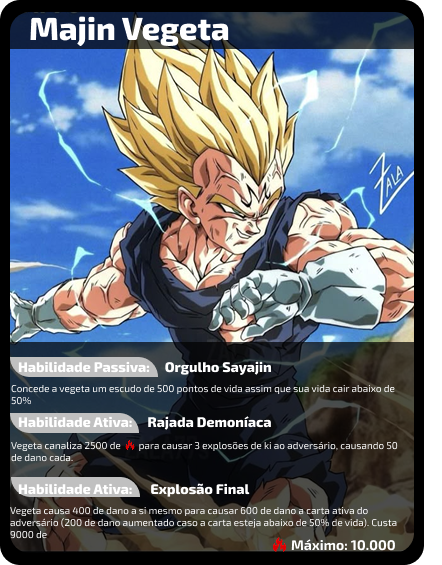 Majin Vegeta
ZALA
Habilidade Passiva: Orgulho Sayajin
Concede a vegeta um escudo de 500 pontos de vida assim que sua vida cair abaixo de
50%
Habilidade Ativa: Rajada Demoníaca
Vegeta canaliza 2500 de para causar 3 explosões de ki ao adversário, causando 50
de dano cada.
Habilidade Ativa: Explosão Final
Vegeta causa 400 de dano a si mesmo para causar 600 de dano a carta ativa do
adversário (200 de dano aumentado caso a carta esteja abaixo de 50% de vida). Custa
9000 de
Máximo: 10.000